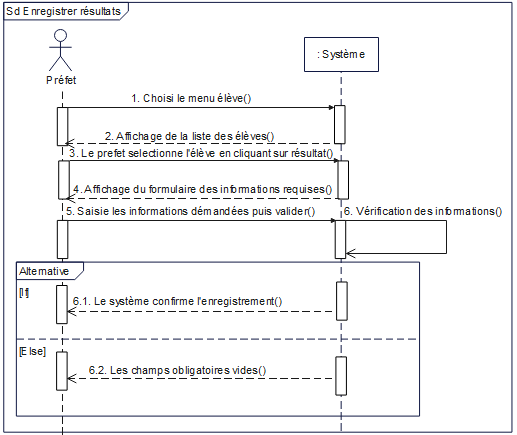 Sd Enregistrer résultats
: Système
Préfet
1. Choisi le menu élève()
2. Affichage de la liste des élèves()
3. Le prefet selectionne l'élève en cliquant sur résultat()
4. Affichage du formulaire des informations requises()
5. Saisie les informations démandées puis valider()
6. Vérification des informations()
Alternative
[If]
6.1. Le système confirme l'enregistrement()
[Else]
6.2. Les champs obligatoires vides()